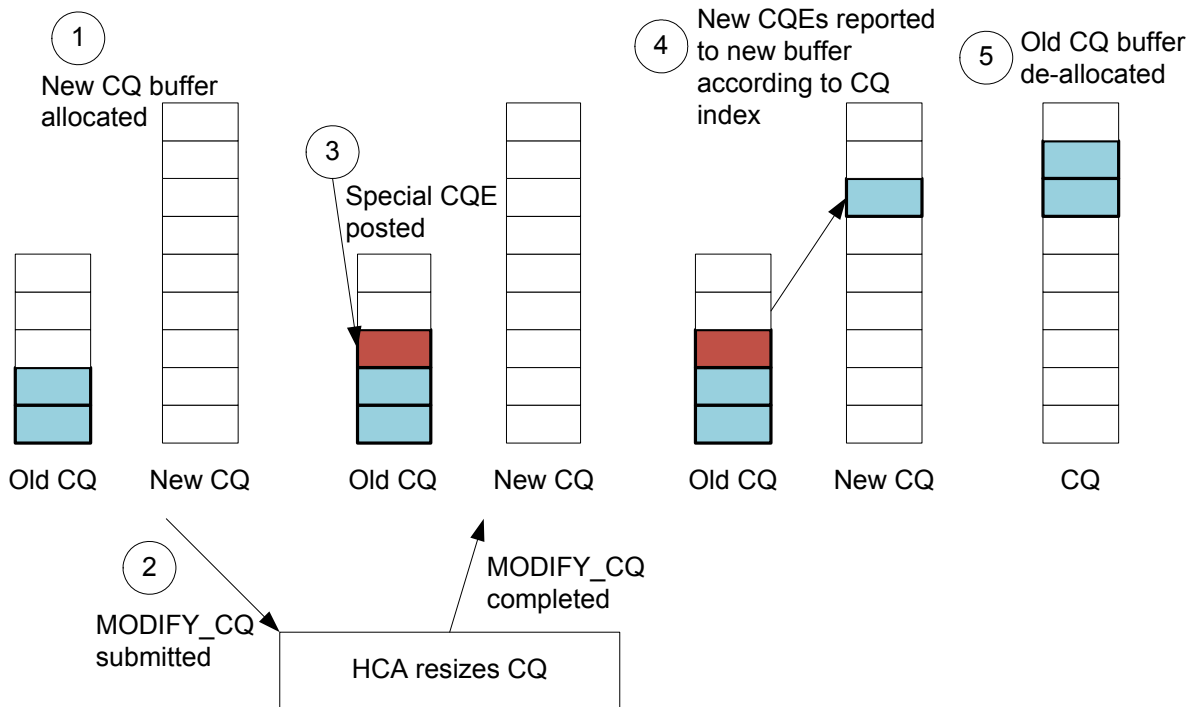 1
New CQ buffer
allocated
3
Special CQE
posted
4
New CQEs reported
to new buffer
according to CQ
index
5
Old CQ buffer
de-allocated
Old CQ
New CQ
Old CQ
New CQ
Old CQ
New CQ
CQ
2
MODIFY_CQ
submitted
MODIFY_CQ
completed
HCA resizes CQ